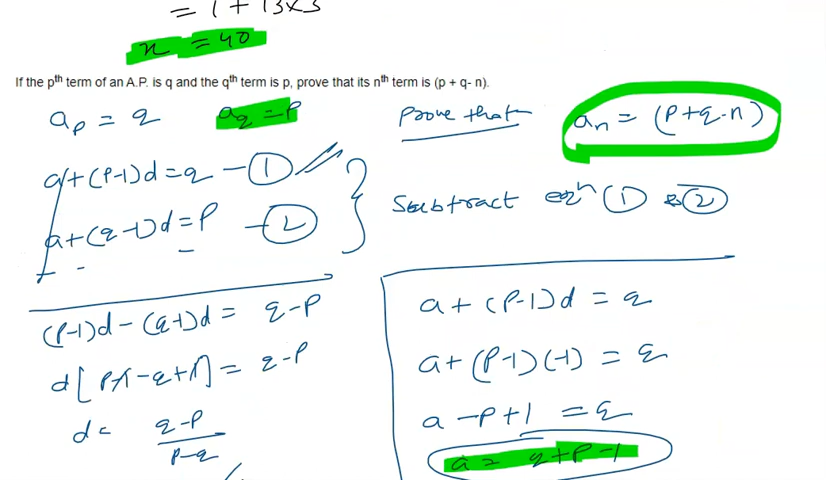 = 1 + 13x3
n = 40
If the pth term of an A.P. is q and the qth term is p, prove that its nth term is (p + q- n).
ap = q aq = p Prove that an = (p+q-n)
a+(p-1)d = q - 1
Subtract eqn 1 & 2
a+(q-1)d = p - 2
(p-1)d - (q-1)d = q-p
d[p-1-q+1] = q-p
d = q-p
p-q
a+(p-1)d = q
a+(p-1)(-1) = q
a-p+1 = q
a = q+p-1